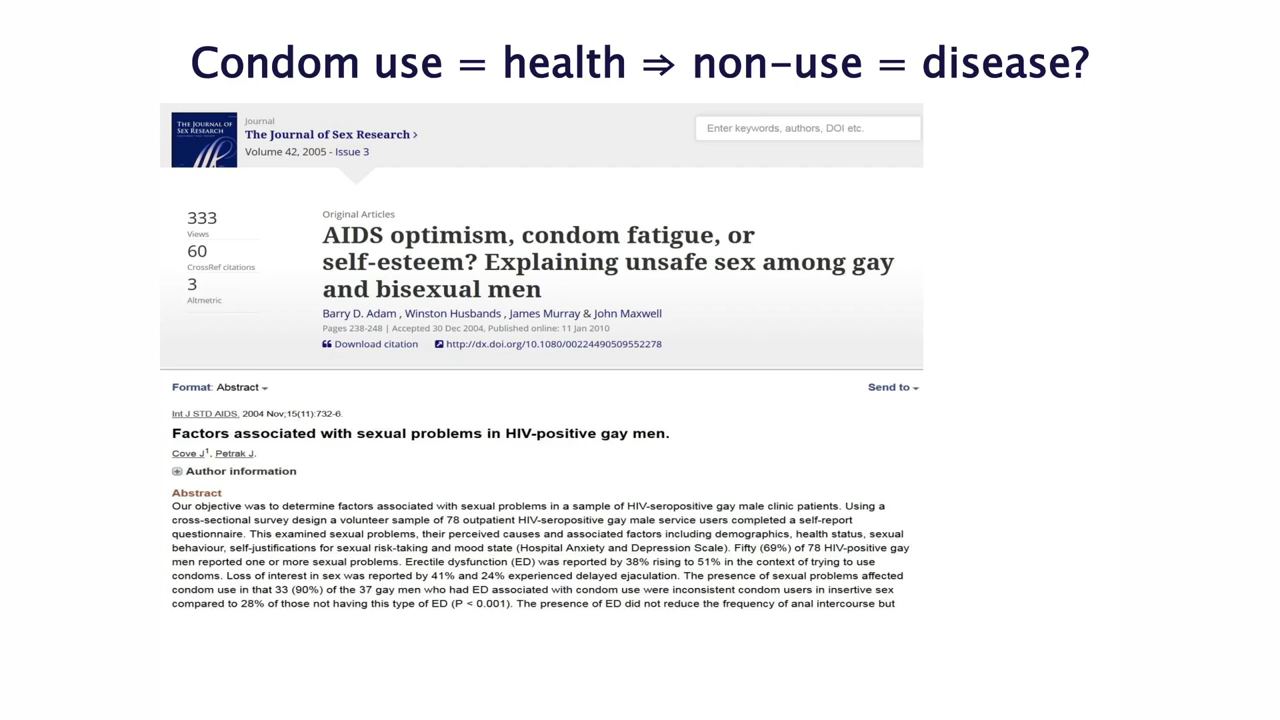 Condom use = health ⇒ non-use = disease?
THE JOURNAL OF
SEX RESEARCH
Journal
The Journal of Sex Research ›
Volume 42, 2005 - Issue 3
Enter keywords, authors, DOI etc.
333
Views
60
CrossRef citations
3
Altmetric
Original Articles
AIDS optimism, condom fatigue, or
self-esteem? Explaining unsafe sex among gay
and bisexual men
Barry D. Adam , Winston Husbands , James Murray & John Maxwell
Pages 238-248 | Accepted 30 Dec 2004, Published online: 11 Jan 2010
Download citation http://dx.doi.org/10.1080/00224490509552278
Format: Abstract
Send to
Int J STD AIDS. 2004 Nov;15(11):732-6.
Factors associated with sexual problems in HIV-positive gay men.
Cove J1, Petrak J.
Author information
Abstract
Our objective was to determine factors associated with sexual problems in a sample of HIV-seropositive gay male clinic patients. Using a
cross-sectional survey design a volunteer sample of 78 outpatient HIV-seropositive gay male service users completed a self-report
questionnaire. This examined sexual problems, their perceived causes and associated factors including demographics, health status, sexual
behaviour, self-justifications for sexual risk-taking and mood state (Hospital Anxiety and Depression Scale). Fifty (69%) of 78 HIV-positive gay
men reported one or more sexual problems. Erectile dysfunction (ED) was reported by 38% rising to 51% in the context of trying to use
condoms. Loss of interest in sex was reported by 41% and 24% experienced delayed ejaculation. The presence of sexual problems affected
condom use in that 33 (90%) of the 37 gay men who had ED associated with condom use were inconsistent condom users in insertive sex
compared to 28% of those not having this type of ED (P < 0.001). The presence of ED did not reduce the frequency of anal intercourse but